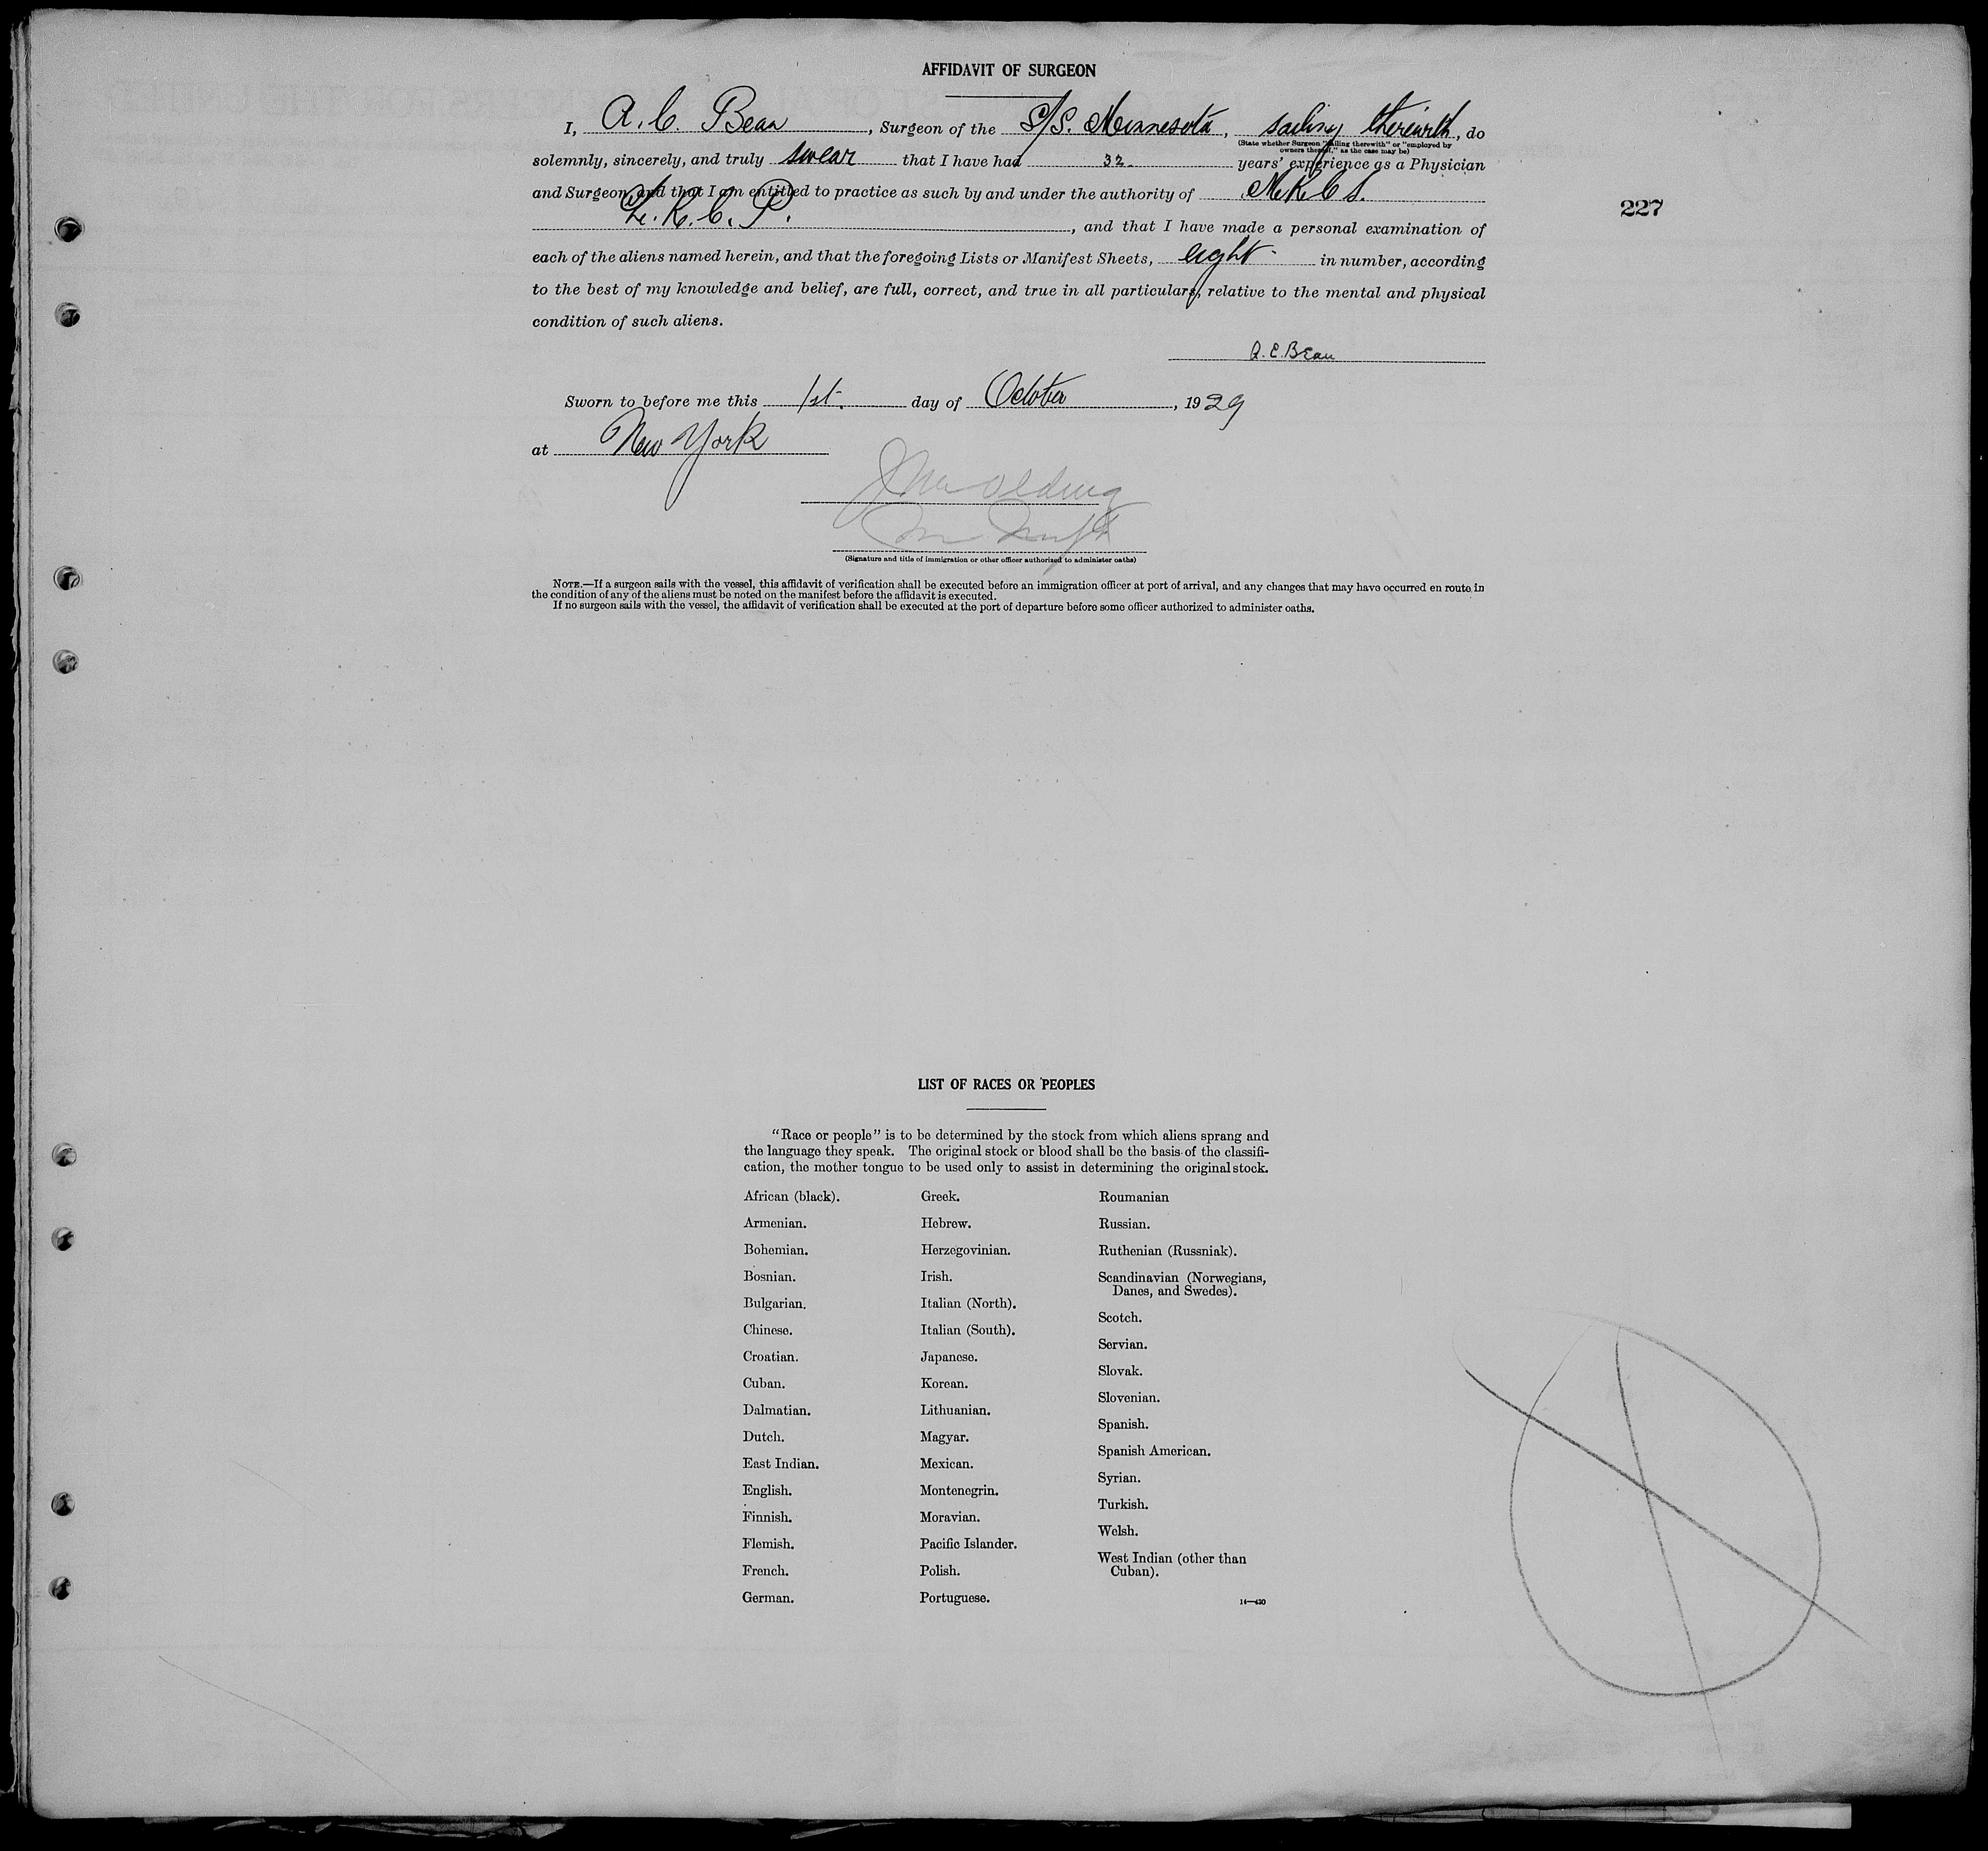 AFFIDAVIT OF SURGEON
I, A. C. Bean, Surgeon of the S/S. Minnesota, sailing therewith, do
(State whether Surgeon "sailing therewith" or "employed by
owners thereof," as the case may be)
solemnly, sincerely, and truly swear that I have had 32 years' experience as a Physician
and Surgeon, and that I am entitled to practice as such by and under the authority of M.R.C.S.
L.R.C.P., and that I have made a personal examination of
each of the aliens named herein, and that the foregoing Lists or Manifest Sheets, eight in number, according
to the best of my knowledge and belief, are full, correct, and true in all particulars, relative to the mental and physical
condition of such aliens.
227
A. E. Bean
Sworn to before me this 1st. day of October, 1929
at New York
(Signature and title of immigration or other officer authorized to administer oaths)
NOTE.—If a surgeon sails with the vessel, this affidavit of verification shall be executed before an immigration officer at port of arrival, and any changes that may have occurred en route in
the condition of any of the aliens must be noted on the manifest before the affidavit is executed.
If no surgeon sails with the vessel, the affidavit of verification shall be executed at the port of departure before some officer authorized to administer oaths.
LIST OF RACES OR PEOPLES
"Race or people" is to be determined by the stock from which aliens sprang and
the language they speak. The original stock or blood shall be the basis of the classifi-
cation, the mother tongue to be used only to assist in determining the original stock.
African (black).
Armenian.
Bohemian.
Bosnian.
Bulgarian.
Chinese.
Croatian.
Cuban.
Dalmatian.
Dutch.
East Indian.
English.
Finnish.
Flemish.
French.
German.
Greek.
Hebrew.
Herzegovinian.
Irish.
Italian (North).
Italian (South).
Japanese.
Korean.
Lithuanian.
Magyar.
Mexican.
Montenegrin.
Moravian.
Pacific Islander.
Polish.
Portuguese.
Roumanian
Russian.
Ruthenian (Russniak).
Scandinavian (Norwegians,
Danes, and Swedes).
Scotch.
Servian.
Slovak.
Slovenian.
Spanish.
Spanish American.
Syrian.
Turkish.
Welsh.
West Indian (other than
Cuban).
14—430